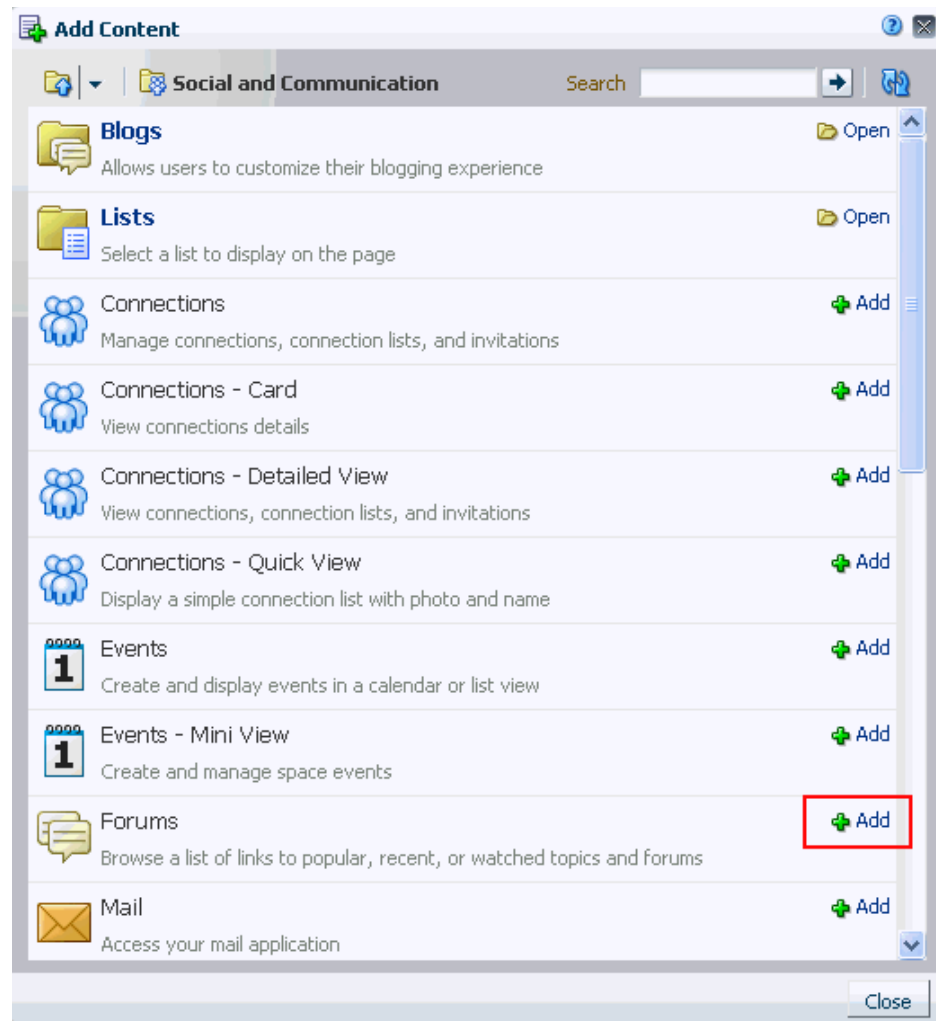 Add Content
Social and Communication Search
Blogs Open
Allows users to customize their blogging experience
Lists Open
Select a list to display on the page
Connections Add
Manage connections, connection lists, and invitations
Connections - Card Add
View connections details
Connections - Detailed View Add
View connections, connection lists, and invitations
Connections - Quick View Add
Display a simple connection list with photo and name
1 Events Add
Create and display events in a calendar or list view
1 Events - Mini View Add
Create and manage space events
Forums Add
Browse a list of links to popular, recent, or watched topics and forums
Mail Add
Access your mail application
Close